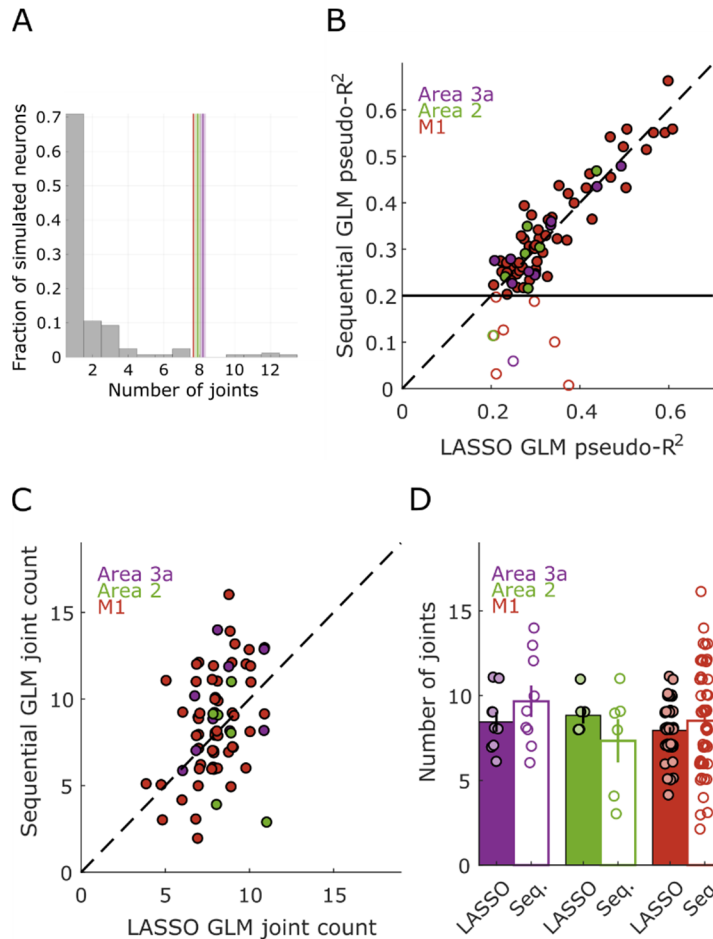 A
Fraction of simulated neurons
0.7
0.6
0.5
0.4
0.3
0.2
0.1
0
2
4
6
8
10
12
Number of joints
B
Area 3a
Area 2
M1
Sequential GLM pseudo-R²
0.6
0.5
0.4
0.3
0.2
0.1
0
0
0.2
0.4
0.6
LASSO GLM pseudo-R²
C
Area 3a
Area 2
M1
Sequential GLM joint count
15
10
5
0
0
5
10
15
LASSO GLM joint count
D
Area 3a
Area 2
M1
Number of joints
15
10
5
0
LASSO
Seq.
LASSO
Seq.
LASSO
Seq